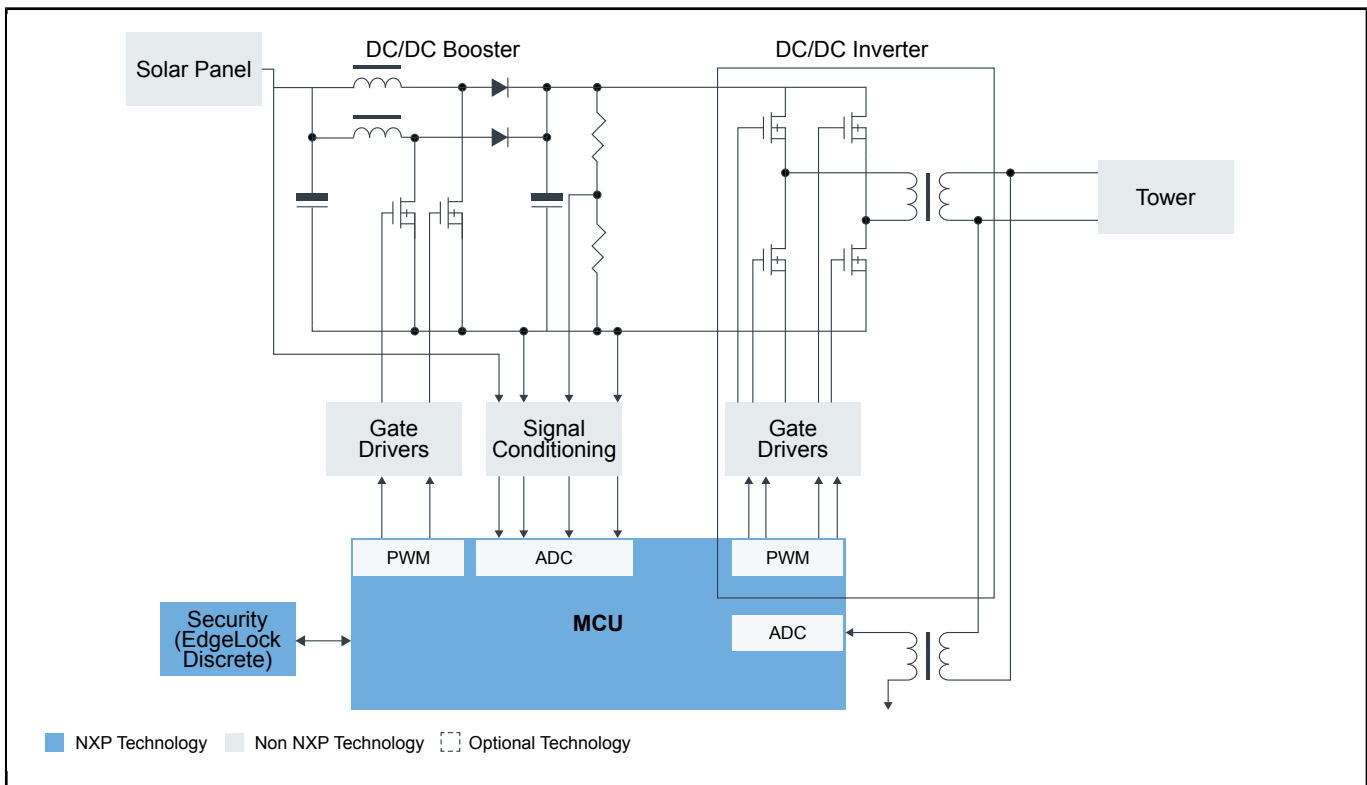 DC/DC Booster
DC/DC Inverter
Solar Panel
Tower
Gate
Drivers
Signal
Conditioning
Gate
Drivers
PWM
ADC
PWM
Security
(EdgeLock
Discrete)
MCU
ADC
NXP Technology
Non NXP Technology
Optional Technology